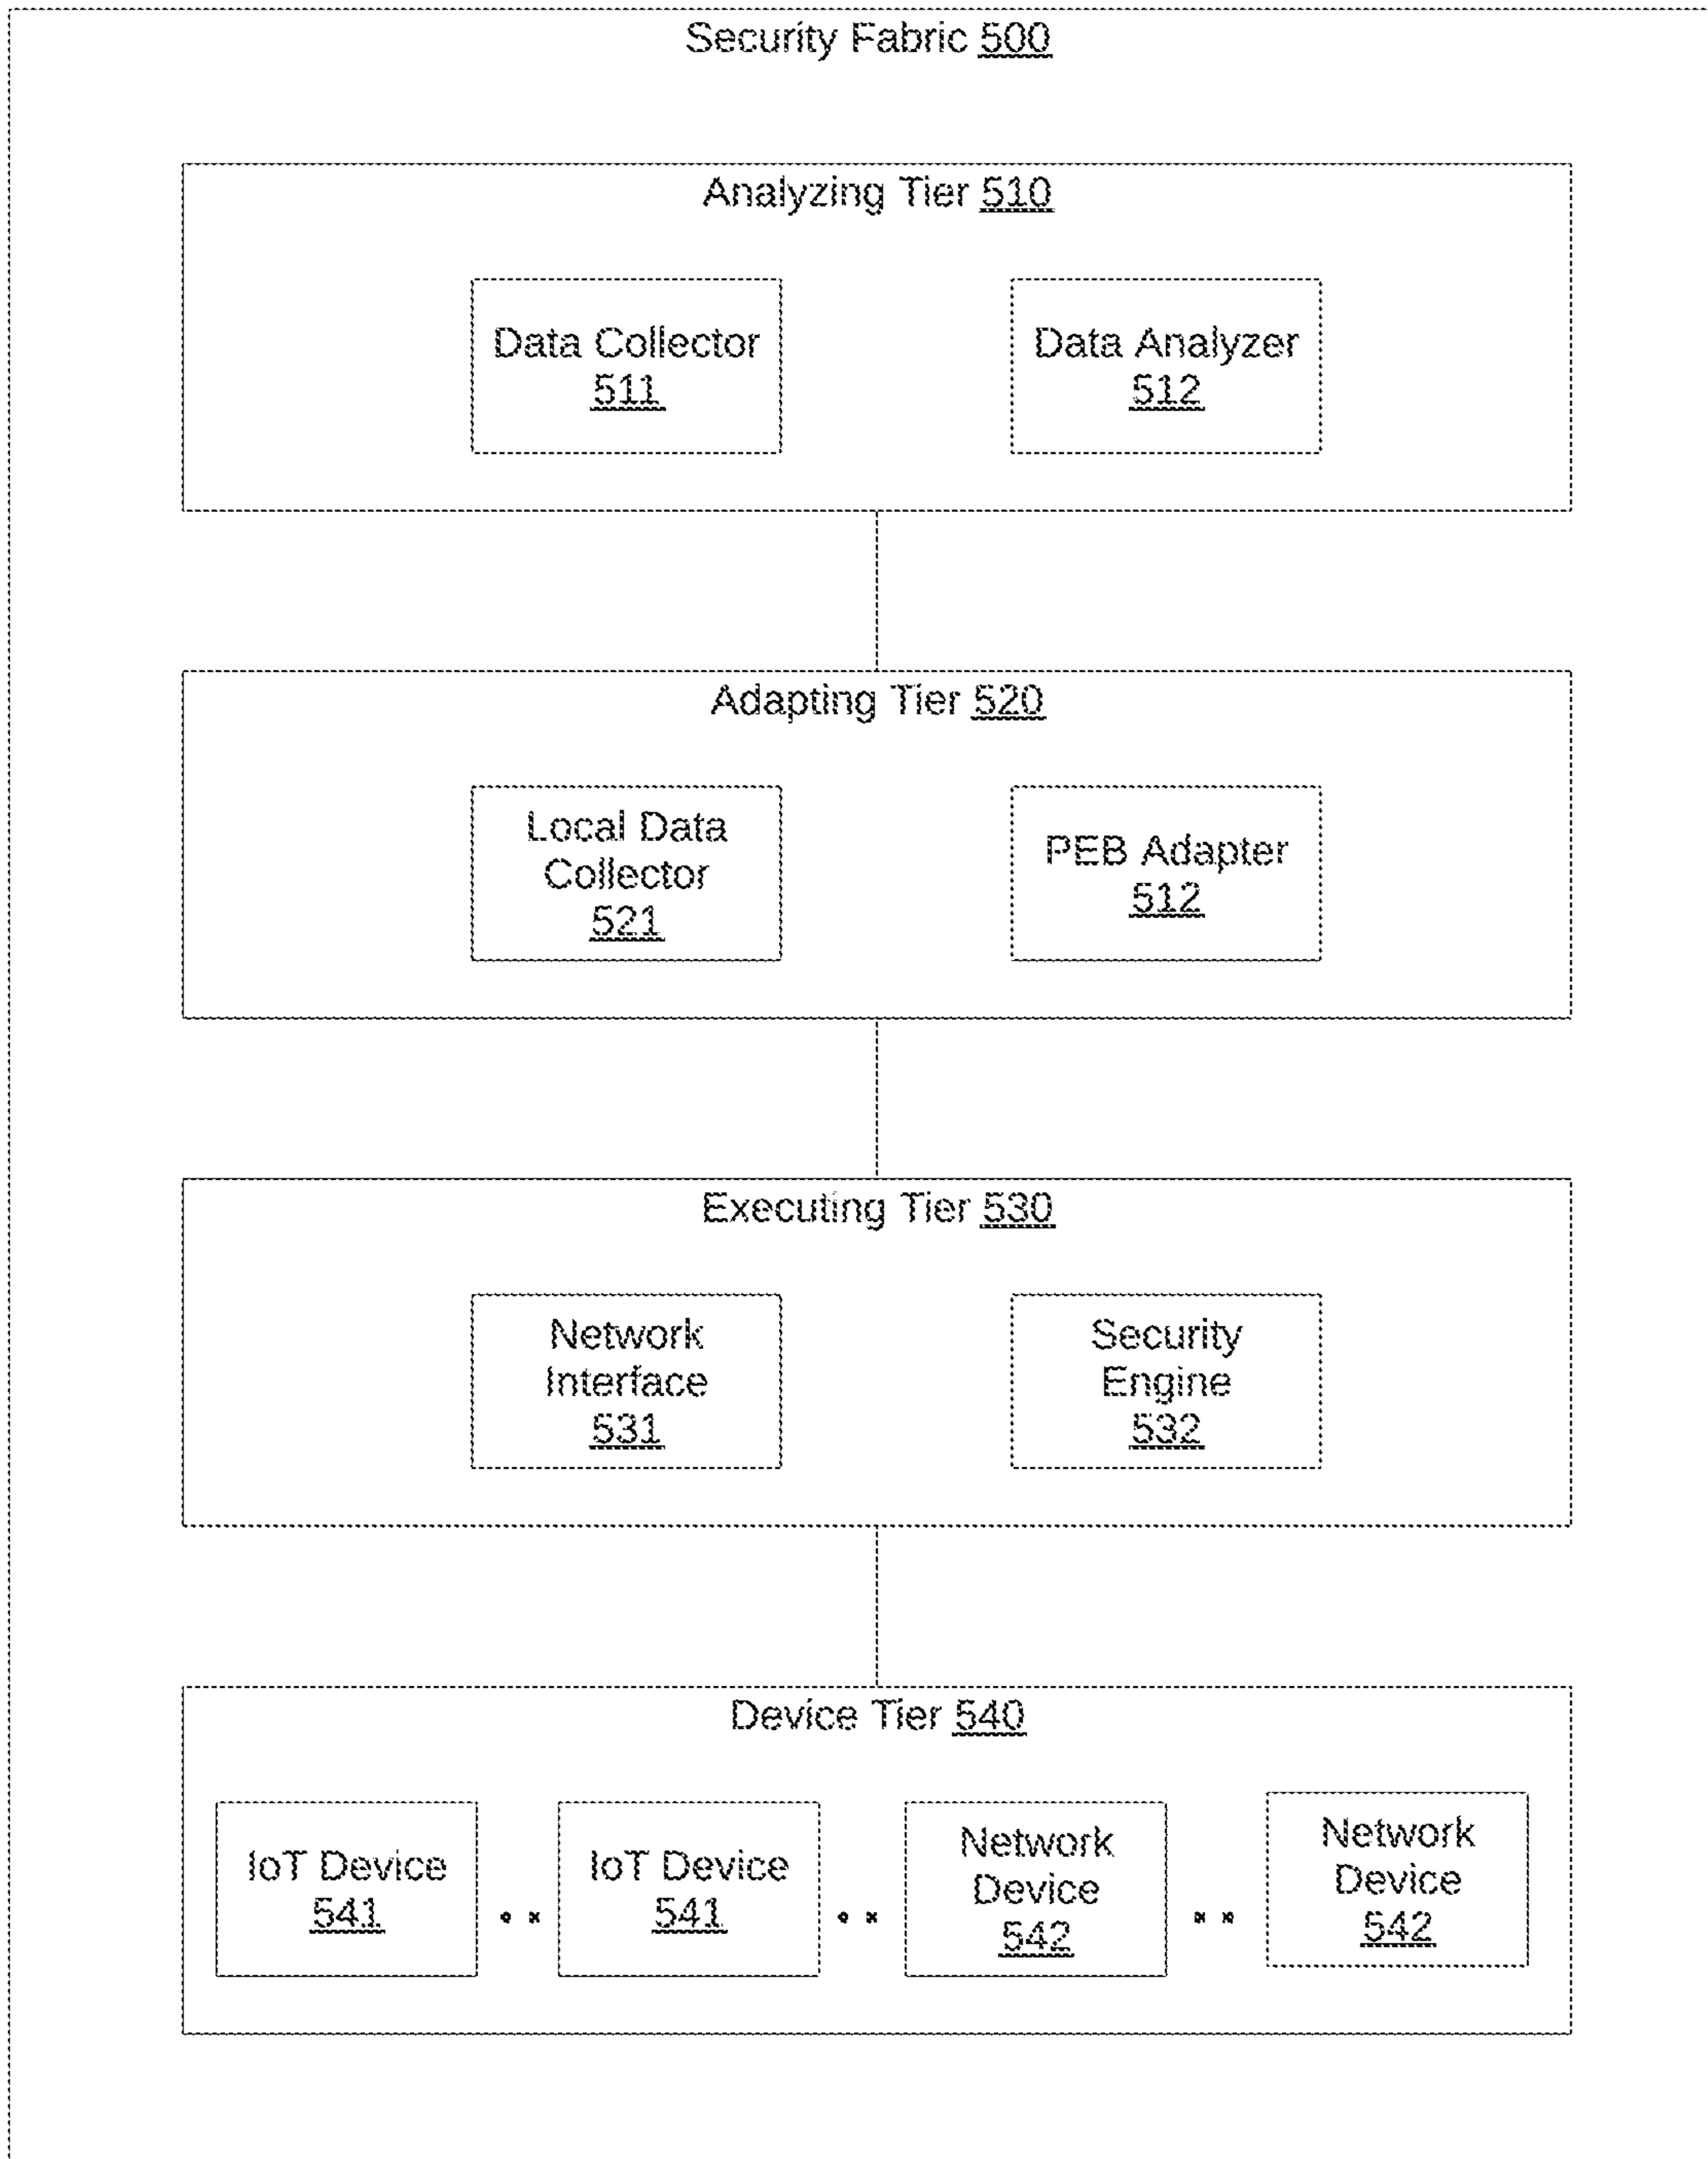 Security Fabric 500
Analyzing Tier 510
Data Collector
511
Data Analyzer
512
Adapting Tier 520
Local Data
Collector
521
PEB Adapter
512
Executing Tier 530
Network
Interface
531
Security
Engine
532
Device Tier 540
IoT Device
541
IoT Device
541
Network
Device
542
Network
Device
542